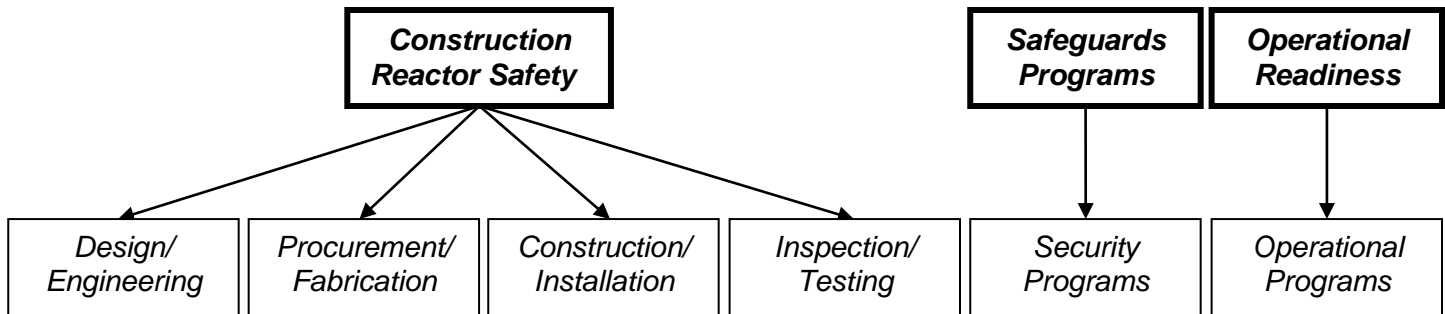 Construction
Reactor Safety
Safeguards
Programs
Operational
Readiness
Design/
Engineering
Procurement/
Fabrication
Construction/
Installation
Inspection/
Testing
Security
Programs
Operational
Programs